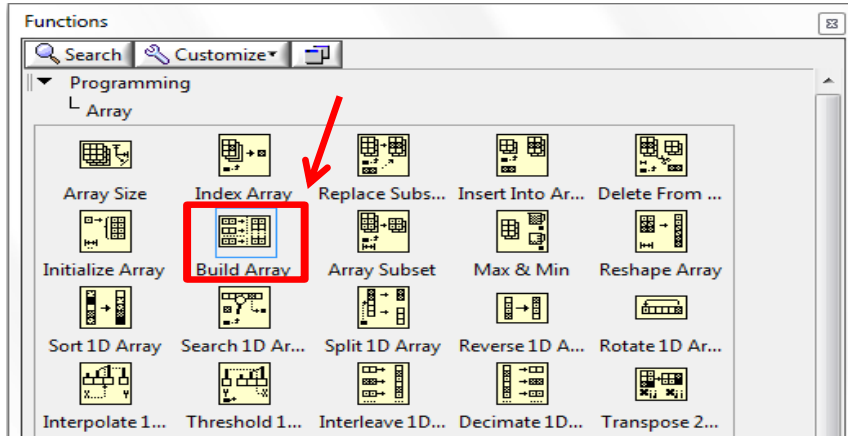 Functions
Search Customize
Programming
Array
Array Size Index Array Replace Subs... Insert Into Ar... Delete From ...
Initialize Array Build Array Array Subset Max & Min Reshape Array
Sort 1D Array Search 1D Ar... Split 1D Array Reverse 1D A... Rotate 1D Ar...
Interpolate 1... Threshold 1... Interleave 1D... Decimate 1D... Transpose 2...